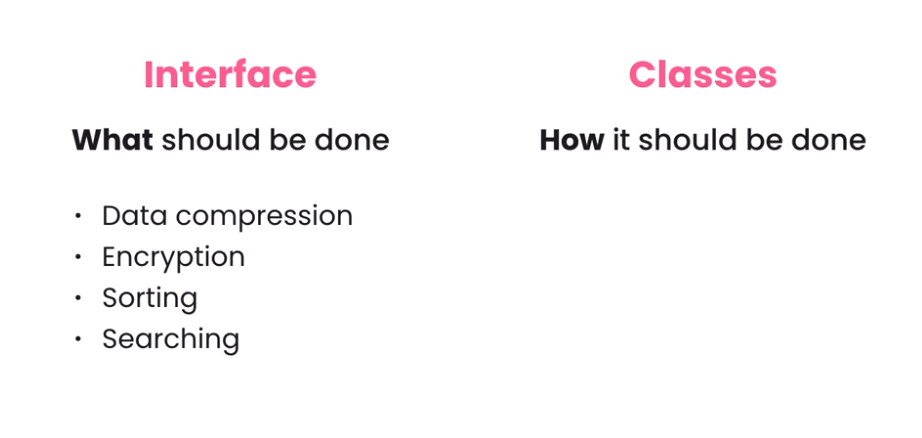 Interface
What should be done
• Data compression
• Encryption
• Sorting
• Searching
Classes
How it should be done